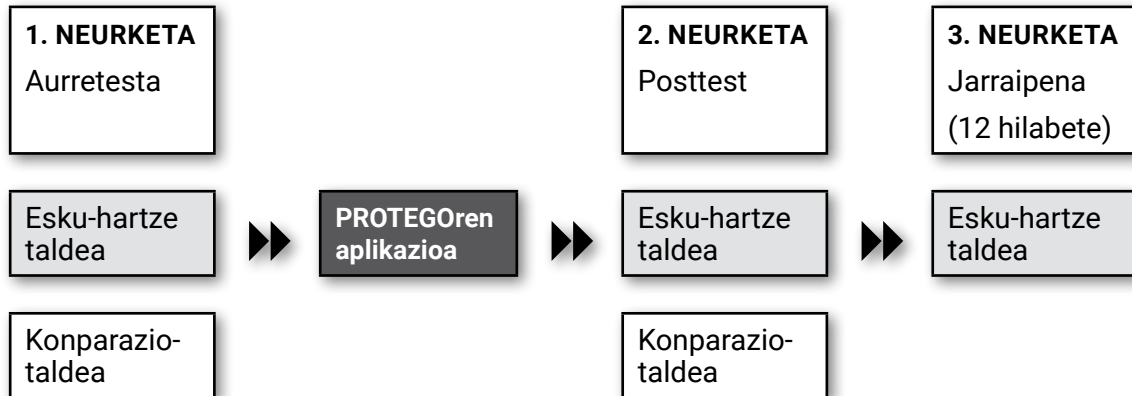 1. NEURKETA
Aurretesta
2. NEURKETA
Posttest
3. NEURKETA
Jarraipena
(12 hilabete)
Esku-hartze
taldea
PROTEGOren
aplikazioa
Esku-hartze
taldea
Esku-hartze
taldea
Konparazio-
taldea
Konparazio-
taldea